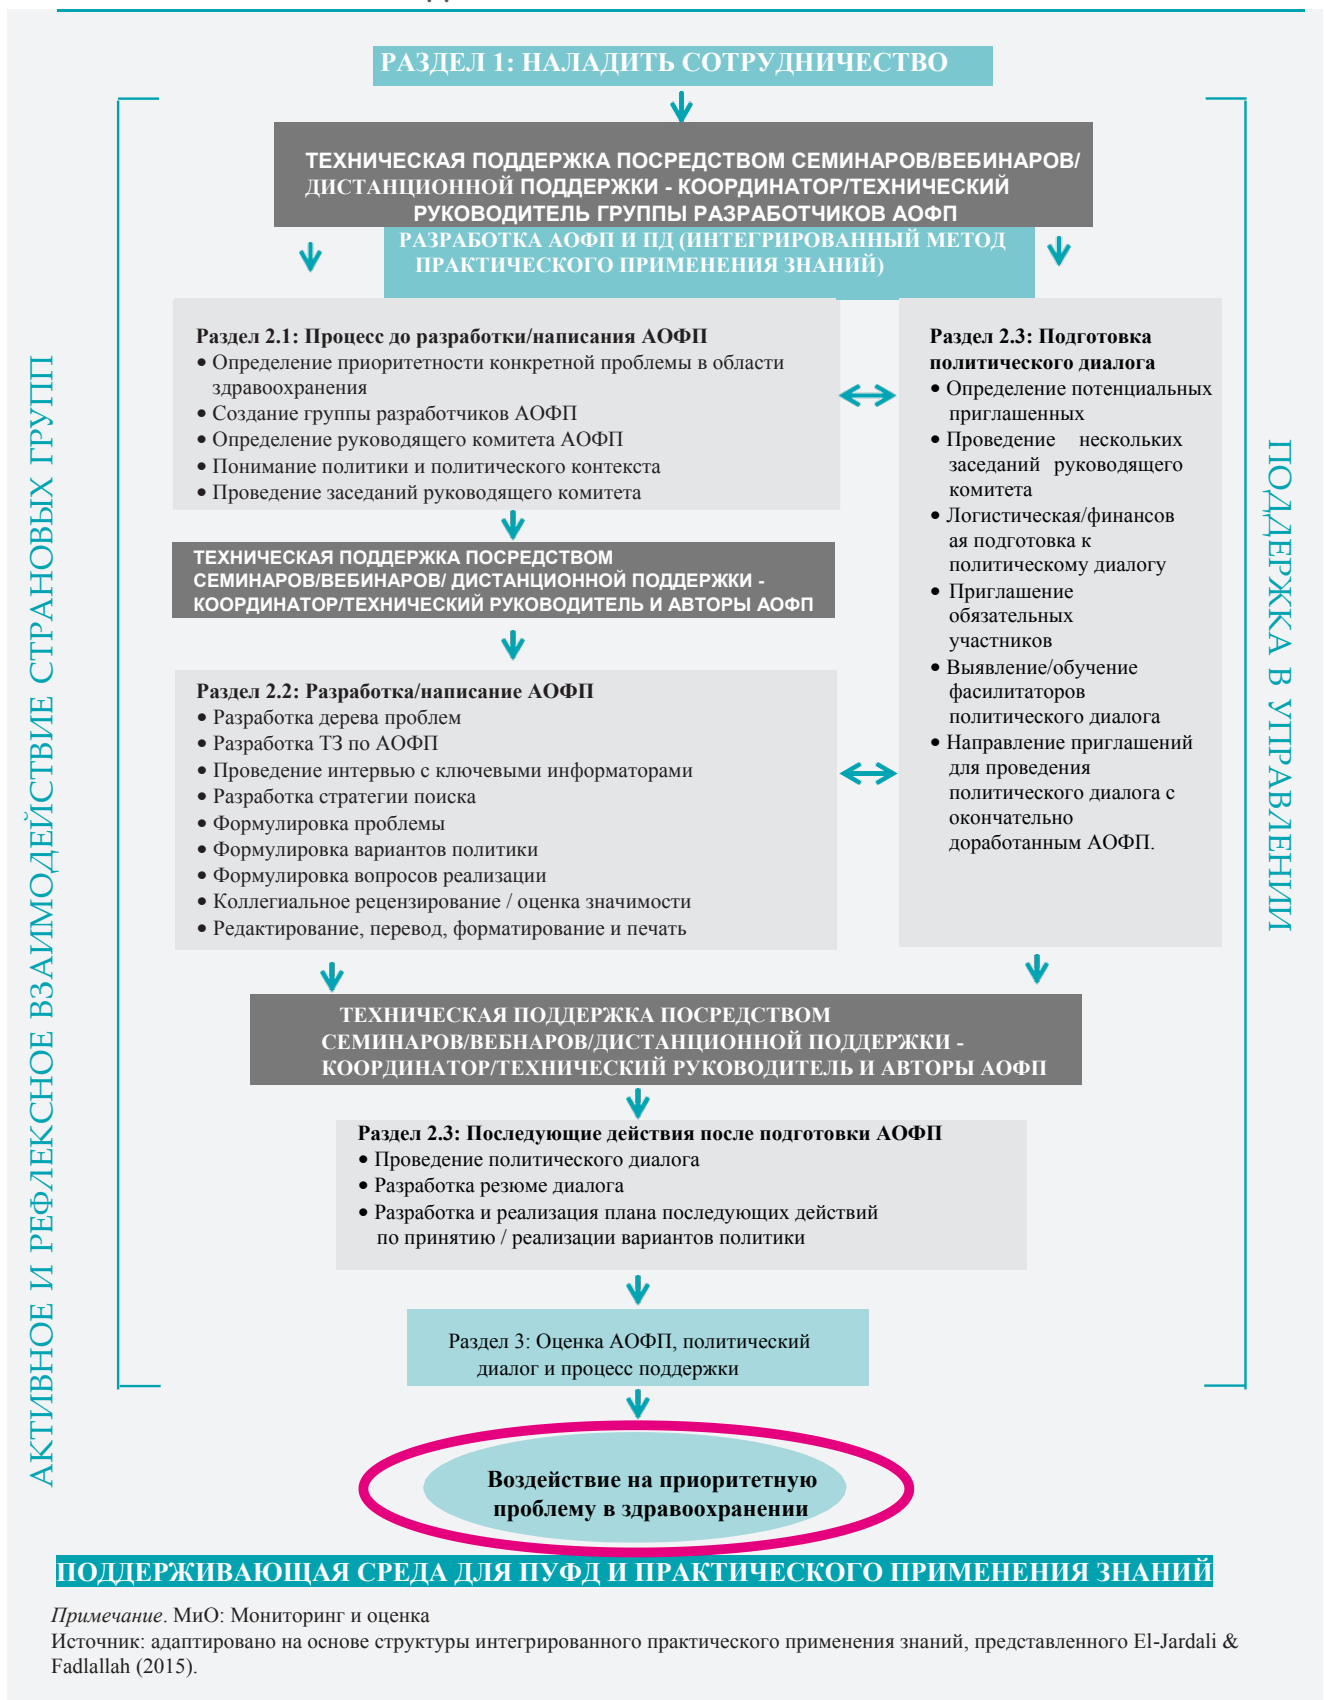 РАЗДЕЛ 1: НАЛАДИТЬ СОТРУДНИЧЕСТВО
ТЕХНИЧЕСКАЯ ПОДДЕРЖКА ПОСРЕДСТВОМ СЕМИНАРОВ/ВЕБИНАРОВ/
ДИСТАНЦИОННОЙ ПОДДЕРЖКИ - КООРДИНАТОР/ТЕХНИЧЕСКИЙ
РУКОВОДИТЕЛЬ ГРУППЫ РАЗРАБОТЧИКОВ АОФП
РАЗРАБОТКА АОФП И ПД (ИНТЕГРИРОВАННЫЙ МЕТОД
ПРАКТИЧЕСКОГО ПРИМЕНЕНИЯ ЗНАНИЙ)
АКТИВНОЕ И РЕФЛЕКСНОЕ ВЗАИМОДЕЙСТВИЕ СТРАНОВЫХ ГРУПП
Раздел 2.1: Процесс до разработки/написания АОФП
• Определение приоритетности конкретной проблемы в области
здравоохранения
• Создание группы разработчиков АОФП
• Определение руководящего комитета АОФП
• Понимание политики и политического контекста
• Проведение заседаний руководящего комитета
ТЕХНИЧЕСКАЯ ПОДДЕРЖКА ПОСРЕДСТВОМ
СЕМИНАРОВ/ВЕБИНАРОВ/ ДИСТАНЦИОННОЙ ПОДДЕРЖКИ -
КООРДИНАТОР/ТЕХНИЧЕСКИЙ РУКОВОДИТЕЛЬ И АВТОРЫ АОФП
Раздел 2.2: Разработка/написание АОФП
• Разработка дерева проблем
• Разработка ТЗ по АОФП
• Проведение интервью с ключевыми информаторами
• Разработка стратегии поиска
• Формулировка проблемы
• Формулировка вариантов политики
• Формулировка вопросов реализации
• Коллегиальное рецензирование / оценка значимости
• Редактирование, перевод, форматирование и печать
Раздел 2.3: Подготовка
политического диалога
• Определение потенциальных
приглашенных
• Проведение нескольких
заседаний руководящего
комитета
• Логистическая/финансов
ая подготовка к
политическому диалогу
• Приглашение
обязательных
участников
• Выявление/обучение
фасилитаторов
политического диалога
• Направление приглашений
для проведения
политического диалога с
окончательно
доработанным АОФП.
ПОДДЕРЖКА В УПРАВЛЕНИИ
ТЕХНИЧЕСКАЯ ПОДДЕРЖКА ПОСРЕДСТВОМ
СЕМИНАРОВ/ВЕБНАРОВ/ДИСТАНЦИОННОЙ ПОДДЕРЖКИ -
КООРДИНАТОР/ТЕХНИЧЕСКИЙ РУКОВОДИТЕЛЬ И АВТОРЫ АОФП
Раздел 2.3: Последующие действия после подготовки АОФП
• Проведение политического диалога
• Разработка резюме диалога
• Разработка и реализация плана последующих действий
по принятию / реализации вариантов политики
Раздел 3: Оценка АОФП, политический
диалог и процесс поддержки
Воздействие на приоритетную
проблему в здравоохранении
ПОДДЕРЖИВАЮЩАЯ СРЕДА ДЛЯ ПУФД И ПРАКТИЧЕСКОГО ПРИМЕНЕНИЯ ЗНАНИЙ
Примечание. МиО: Мониторинг и оценка
Источник: адаптировано на основе структуры интегрированного практического применения знаний, представленного El-Jardali &
Fadlallah (2015).